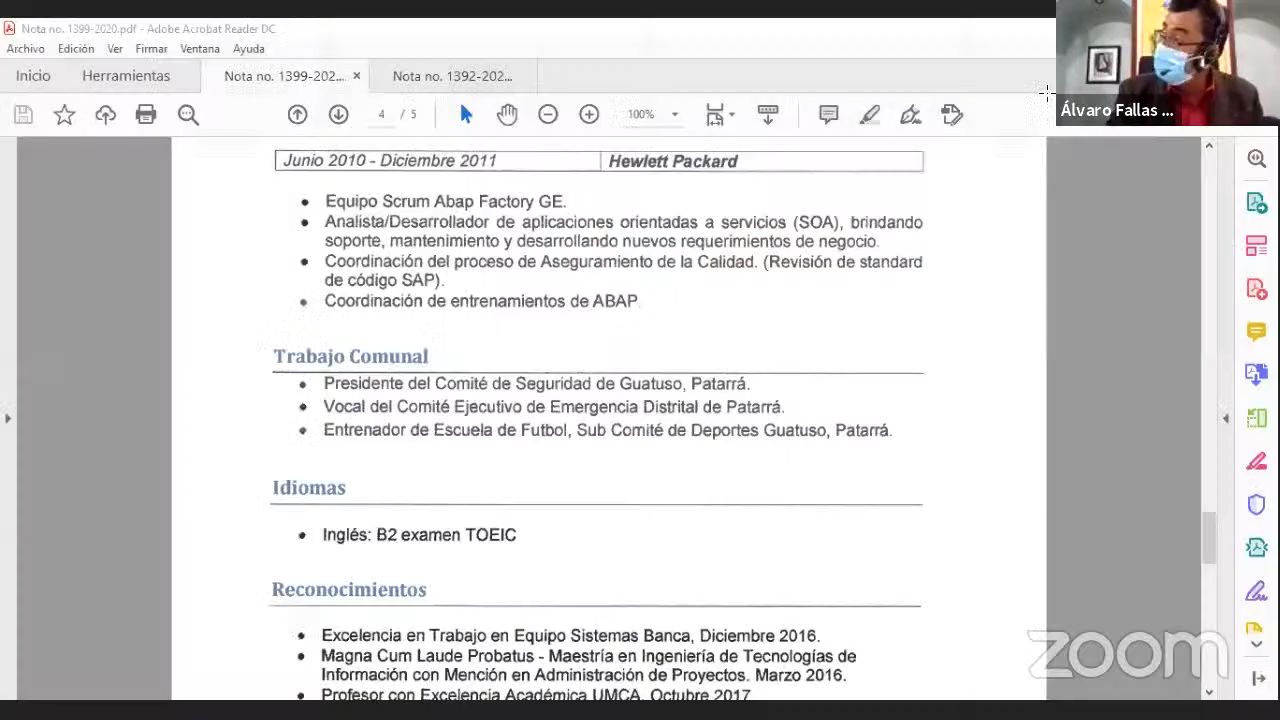 Nota no. 1399-2020.pdf - Adobe Acrobat Reader DC
Archivo Edición Ver Firmar Ventana Ayuda
Inicio Herramientas Nota no. 1399-202... × Nota no. 1392-202...
4 / 5 100%
Álvaro Fallas ...
Junio 2010 - Diciembre 2011 Hewlett Packard
• Equipo Scrum Abap Factory GE.
• Analista/Desarrollador de aplicaciones orientadas a servicios (SOA), brindando
soporte, mantenimiento y desarrollando nuevos requerimientos de negocio.
• Coordinación del proceso de Aseguramiento de la Calidad. (Revisión de standard
de código SAP).
• Coordinación de entrenamientos de ABAP.
Trabajo Comunal
• Presidente del Comité de Seguridad de Guatuso, Patarrá.
• Vocal del Comité Ejecutivo de Emergencia Distrital de Patarrá.
• Entrenador de Escuela de Futbol, Sub Comité de Deportes Guatuso, Patarrá.
Idiomas
• Inglés: B2 examen TOEIC
Reconocimientos
• Excelencia en Trabajo en Equipo Sistemas Banca, Diciembre 2016.
• Magna Cum Laude Probatus - Maestría en Ingeniería de Tecnologías de
Información con Mención en Administración de Proyectos. Marzo 2016.
• Profesor con Excelencia Académica UMCA, Octubre 2017
zoom